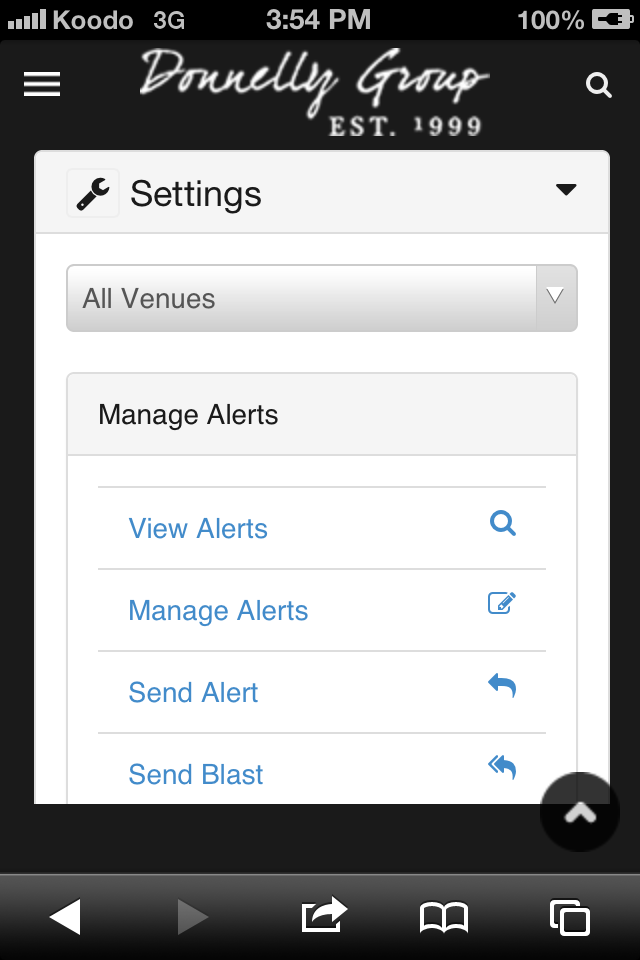 Koodo 3G 3:54 PM 100%
Donnelly Group
EST. 1999
Settings
All Venues
Manage Alerts
View Alerts
Manage Alerts
Send Alert
Send Blast